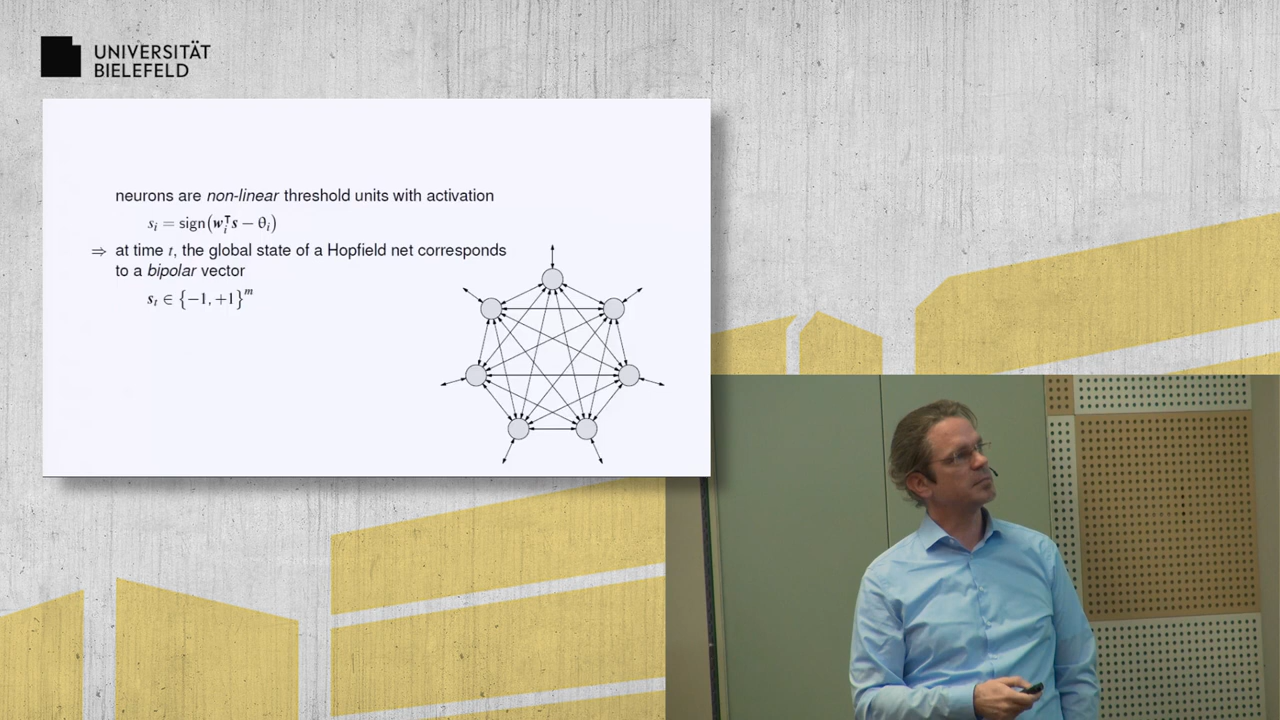 UNIVERSITÄT
BIELEFELD
neurons are non-linear threshold units with activation
sᵢ = sign(wᵢᵀs − θᵢ)
⇒ at time t, the global state of a Hopfield net corresponds
to a bipolar vector
sₜ ∈ {−1, +1}ᵐ